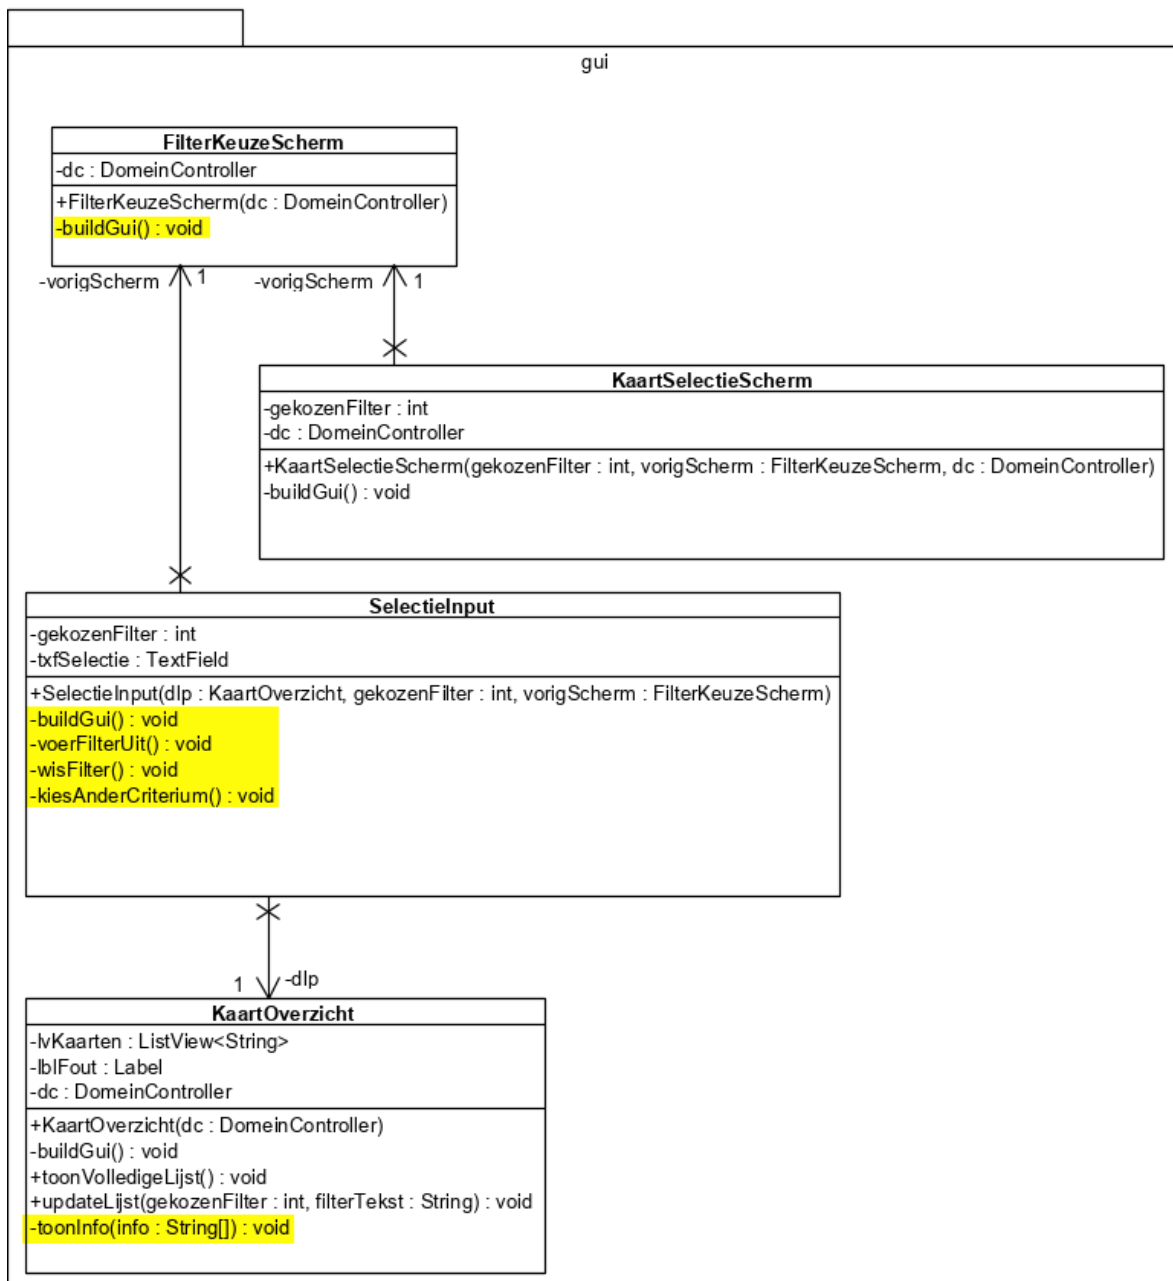 gui
FilterKeuzeScherm
-dc : DomeinController
+FilterKeuzeScherm(dc : DomeinController)
-buildGui() : void
-vorigScherm 1
-vorigScherm 1
KaartSelectieScherm
-gekozenFilter : int
-dc : DomeinController
+KaartSelectieScherm(gekozenFilter : int, vorigScherm : FilterKeuzeScherm, dc : DomeinController)
-buildGui() : void
SelectieInput
-gekozenFilter : int
-txfSelectie : TextField
+SelectieInput(dlp : KaartOverzicht, gekozenFilter : int, vorigScherm : FilterKeuzeScherm)
-buildGui() : void
-voerFilterUit() : void
-wisFilter() : void
-kiesAnderCriterium() : void
1 -dlp
KaartOverzicht
-lvKaarten : ListView<String>
-lblFout : Label
-dc : DomeinController
+KaartOverzicht(dc : DomeinController)
-buildGui() : void
+toonVolledigeLijst() : void
+updateLijst(gekozenFilter : int, filterTekst : String) : void
-toonInfo(info : String[]) : void